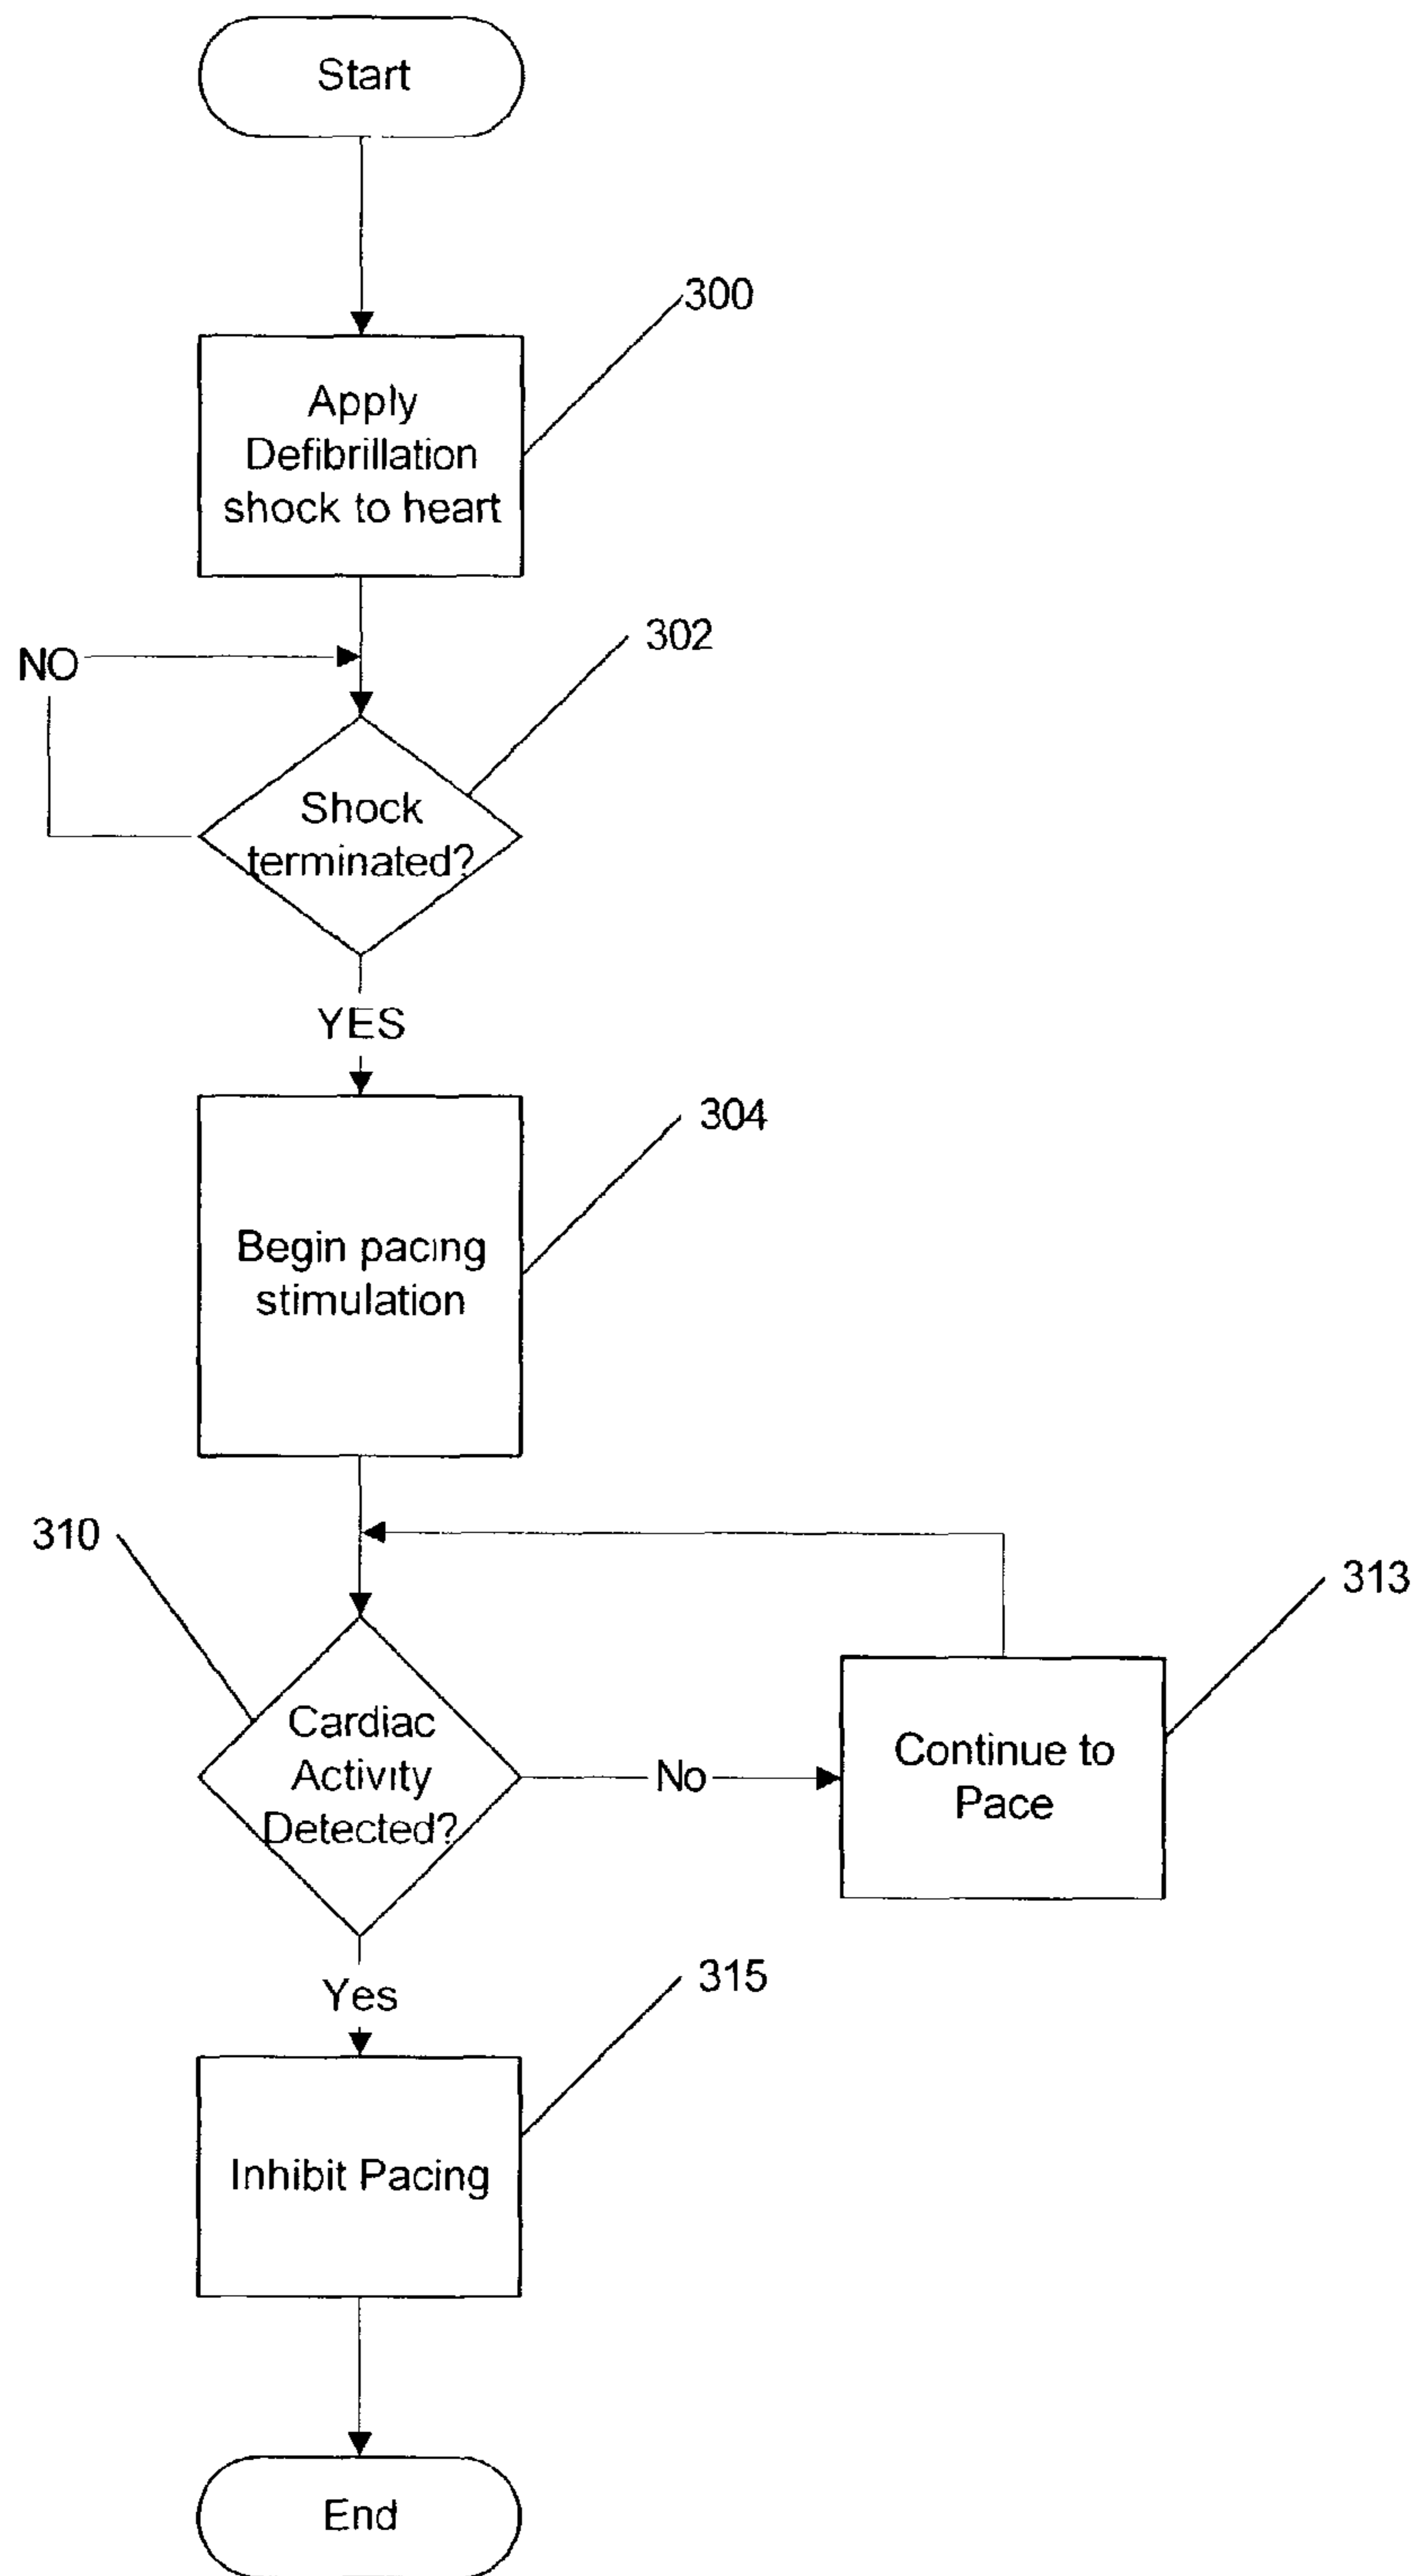 Start
300
Apply
Defibrillation
shock to heart
NO
302
Shock
terminated?
YES
304
Begin pacing
stimulation
310
313
Cardiac
Activity
Detected?
No
Continue to
Pace
Yes
315
Inhibit Pacing
End